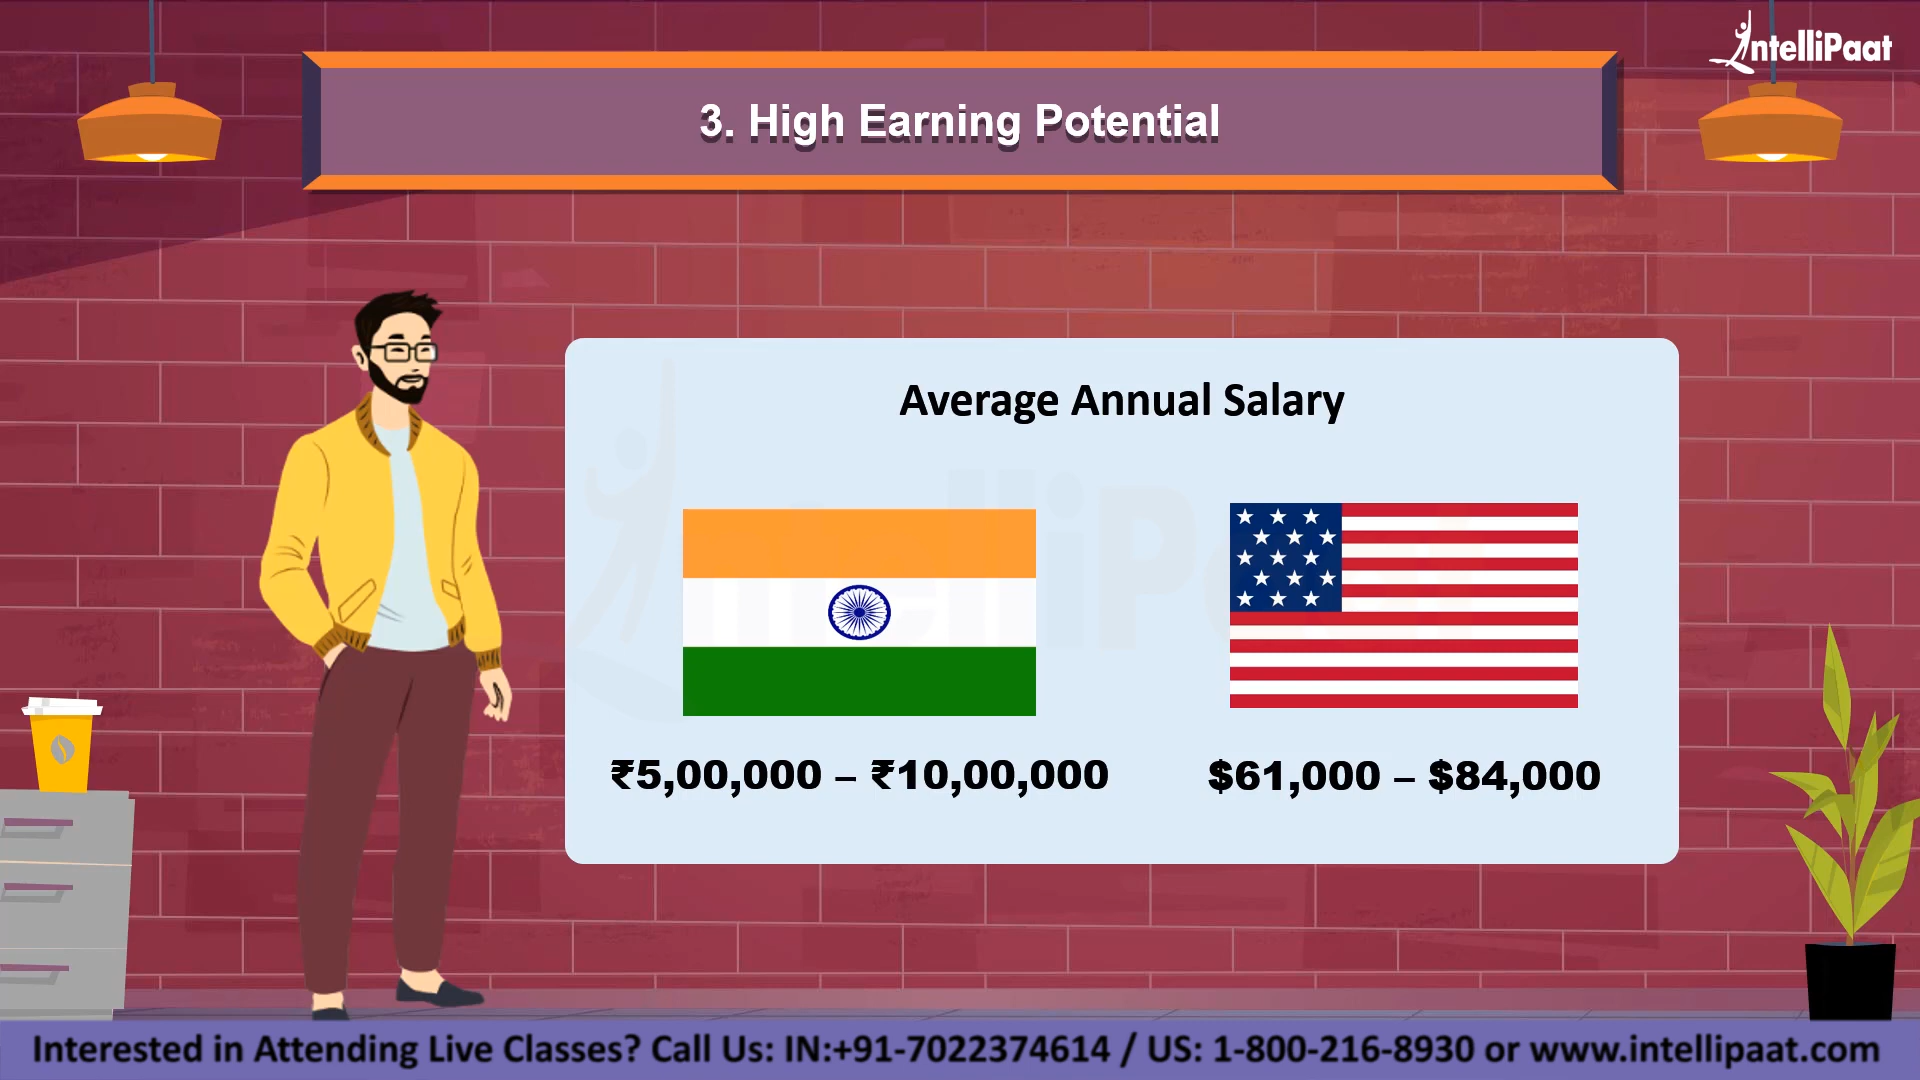 IntelliPaat
3. High Earning Potential
Average Annual Salary
IntelliPaat
₹5,00,000 – ₹10,00,000
$61,000 – $84,000
Interested in Attending Live Classes? Call Us: IN:+91-7022374614 / US: 1-800-216-8930 or www.intellipaat.com